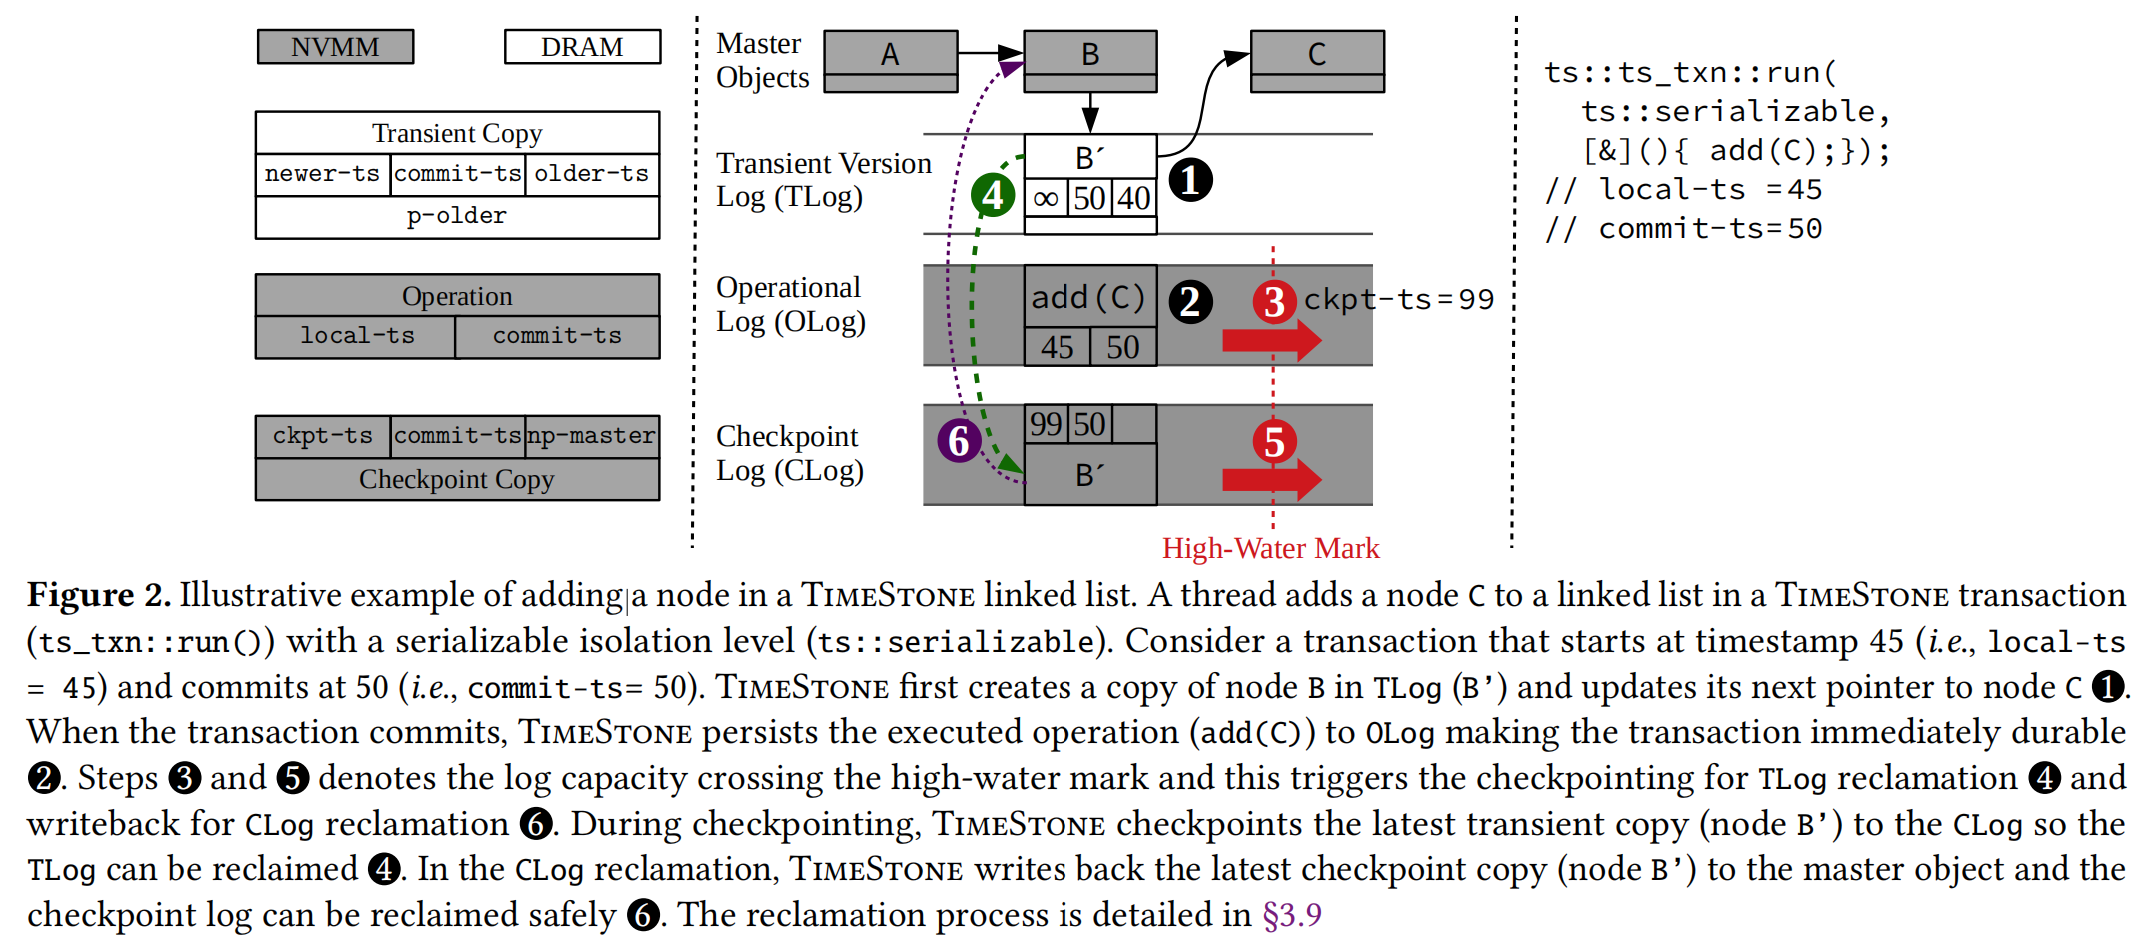 NVMM
DRAM
Transient Copy
newer-ts commit-ts older-ts
p-older
Operation
local-ts commit-ts
ckpt-ts commit-ts np-master
Checkpoint Copy
Master
Objects
A
B
C
Transient Version
Log (TLog)
B´
∞ 50 40
1
4
Operational
Log (OLog)
add(C)
45 50
2
3
ckpt-ts=99
Checkpoint
Log (CLog)
99 50
B´
6
5
High-Water Mark
ts::ts_txn::run(
ts::serializable,
[&](){ add(C);});
// local-ts =45
// commit-ts=50
Figure 2. Illustrative example of adding a node in a TIMESTONE linked list. A thread adds a node C to a linked list in a TIMESTONE transaction
(ts_txn::run()) with a serializable isolation level (ts::serializable). Consider a transaction that starts at timestamp 45 (i.e., local-ts
= 45) and commits at 50 (i.e., commit-ts= 50). TIMESTONE first creates a copy of node B in TLog (B') and updates its next pointer to node C ❶.
When the transaction commits, TIMESTONE persists the executed operation (add(C)) to OLog making the transaction immediately durable
❷. Steps ❸ and ❺ denotes the log capacity crossing the high-water mark and this triggers the checkpointing for TLog reclamation ❹ and
writeback for CLog reclamation ❻. During checkpointing, TIMESTONE checkpoints the latest transient copy (node B') to the CLog so the
TLog can be reclaimed ❹. In the CLog reclamation, TIMESTONE writes back the latest checkpoint copy (node B') to the master object and the
checkpoint log can be reclaimed safely ❻. The reclamation process is detailed in §3.9